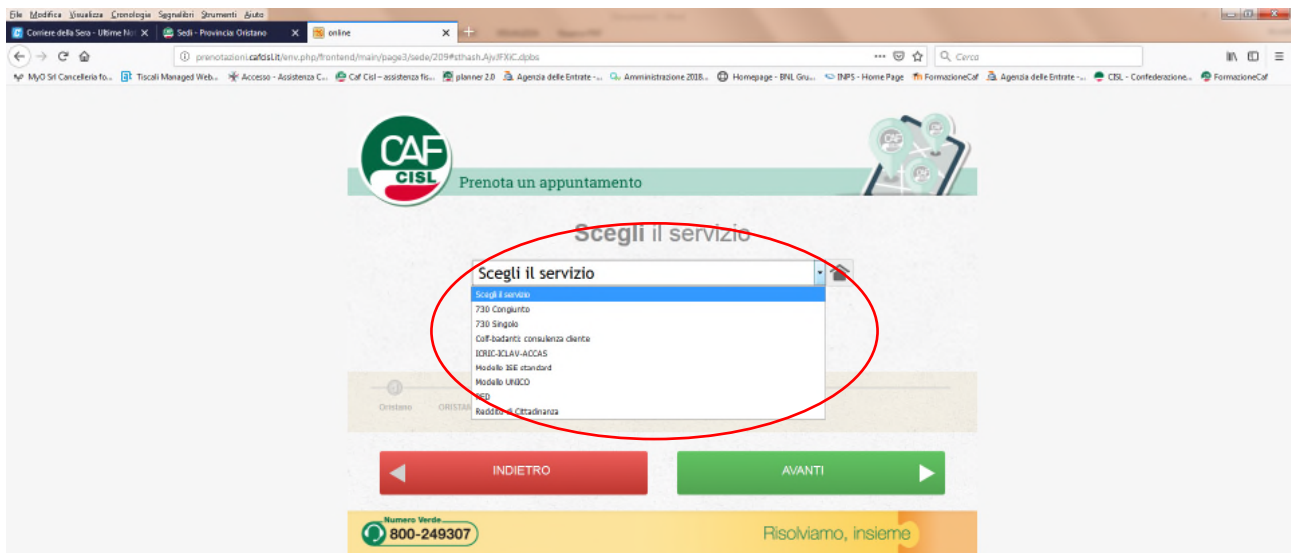 File Modifica Visualizza Cronologia Segnalibri Strumenti Aiuto
Corriere della Sera - Ultime No
Sedi - Provincia: Oristano
online
prenotazioni.cafcisl.it/env.php/frontend/main/page3/sede/209#sthash.AjvJFXiC.dpbs
Cerca
MyO Srl Cancelleria fo...
Tiscali Managed Web...
Accesso - Assistenza C...
Caf Cisl – assistenza fis...
planner 2.0
Agenzia delle Entrate -...
Amministrazione 2018...
Homepage - BNL Gru...
INPS - Home Page
FormazioneCaf
Agenzia delle Entrate -...
CISL - Confederazione...
FormazioneCaf
CAF
CISL
Prenota un appuntamento
Scegli il servizio
Scegli il servizio
Scegli il servizio
730 Congiunto
730 Singolo
Colf-badanti: consulenza cliente
ICRIC-ICLAV-ACCAS
Modello ISE standard
Modello UNICO
RED
Reddito di Cittadinanza
Oristano
INDIETRO
AVANTI
Numero Verde
800-249307
Risolviamo, insieme